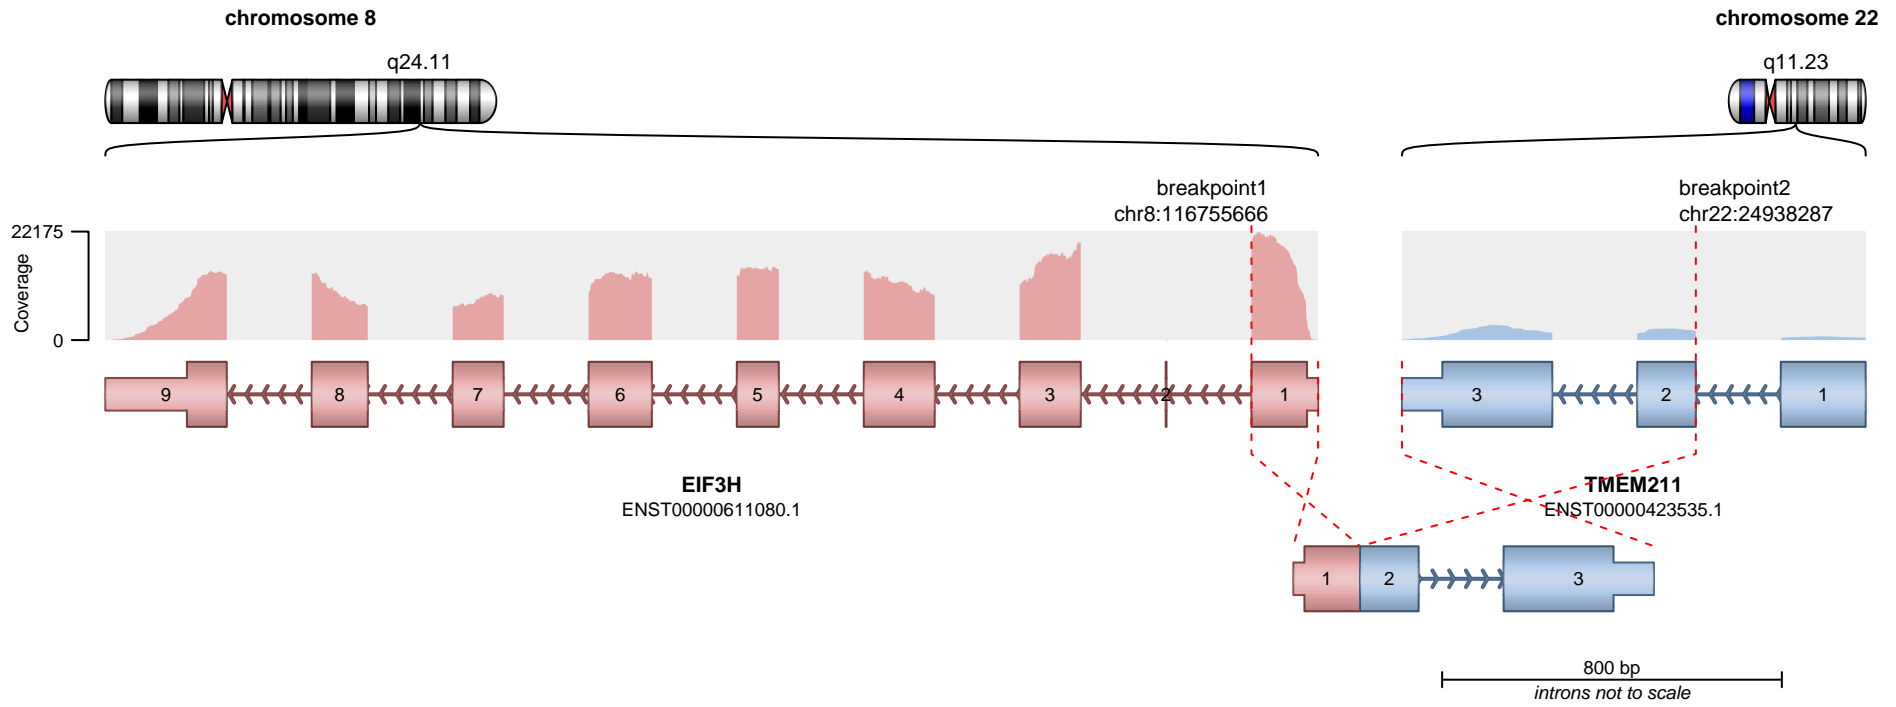 chromosome 8
chromosome 22
q24.11
q11.23
breakpoint1
chr8:116755666
breakpoint2
chr22:24938287
22175
Coverage
0
9 8 7 6 5 4 3 2 1
3 2 1
EIF3H
ENST00000611080.1
TMEM211
ENST00000423535.1
1 2 3
800 bp
introns not to scale